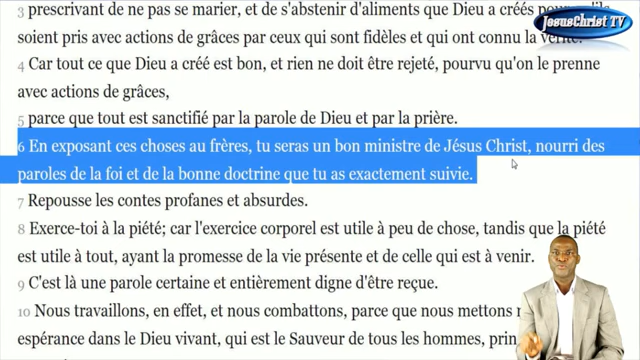 JesusChrist TV
3 prescrivant de ne pas se marier, et de s'abstenir d'aliments que Dieu a créés pour
soient pris avec actions de grâces par ceux qui sont fidèles et qui ont connu la vérité.
4 Car tout ce que Dieu a créé est bon, et rien ne doit être rejeté, pourvu qu'on le prenne
avec actions de grâces,
5 parce que tout est sanctifié par la parole de Dieu et par la prière.
6 En exposant ces choses au frères, tu seras un bon ministre de Jésus Christ, nourri des
paroles de la foi et de la bonne doctrine que tu as exactement suivie.
7 Repousse les contes profanes et absurdes.
8 Exerce-toi à la piété; car l'exercice corporel est utile à peu de chose, tandis que la piété
est utile à tout, ayant la promesse de la vie présente et de celle qui est à venir.
9 C'est là une parole certaine et entièrement digne d'être reçue.
10 Nous travaillons, en effet, et nous combattons, parce que nous mettons
espérance dans le Dieu vivant, qui est le Sauveur de tous les hommes,